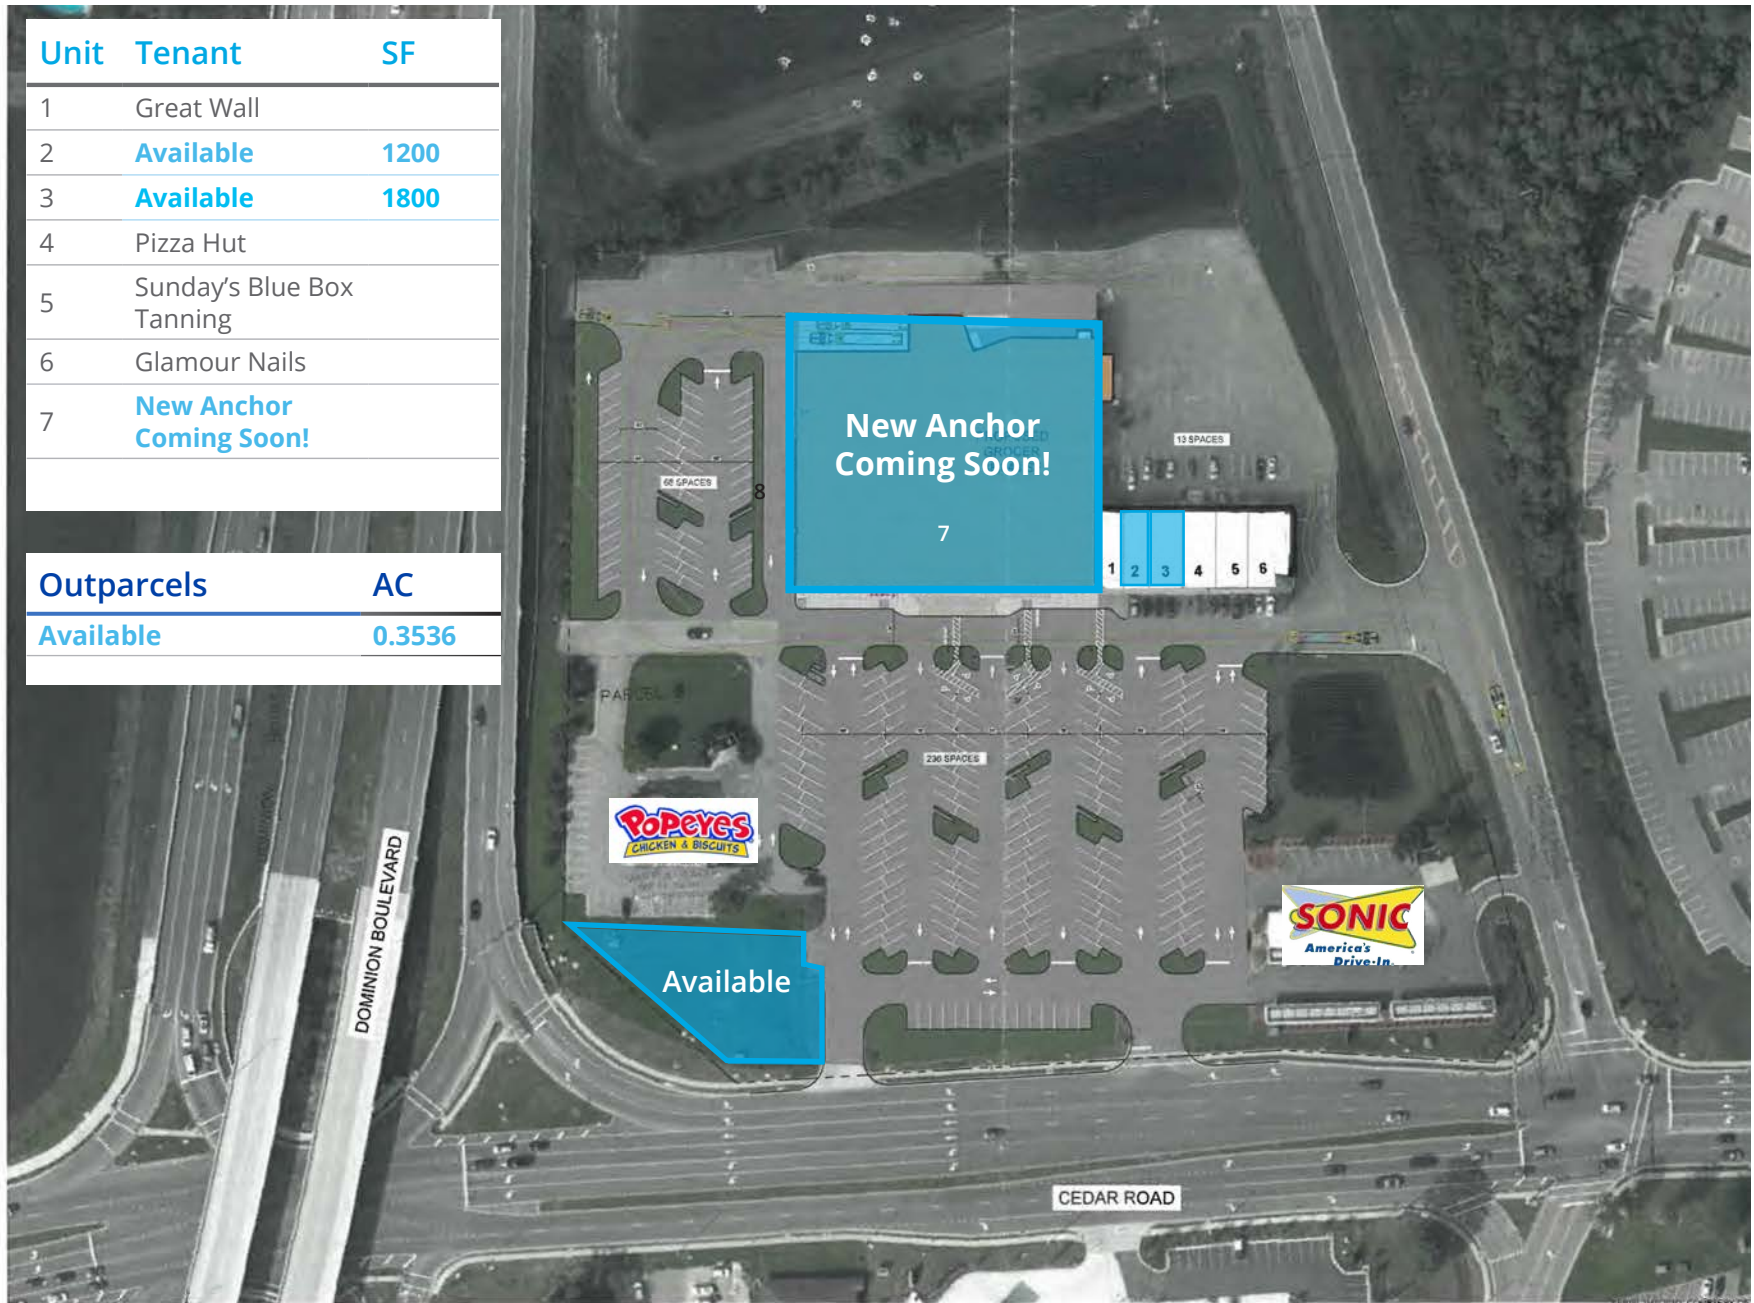 Unit Tenant SF
1 Great Wall
2 Available 1200
3 Available 1800
4 Pizza Hut
5 Sunday's Blue Box
Tanning
6 Glamour Nails
7 New Anchor
Coming Soon!
Outparcels AC
Available 0.3536
New Anchor
Coming Soon!
GROCER
7
13 SPACES
68 SPACES
8
1 2 3 4 5 6
PARCEL
236 SPACES
POPEYES
CHICKEN & BISCUITS
SONIC
America's
Drive-In.
Available
DOMINION BOULEVARD
CEDAR ROAD